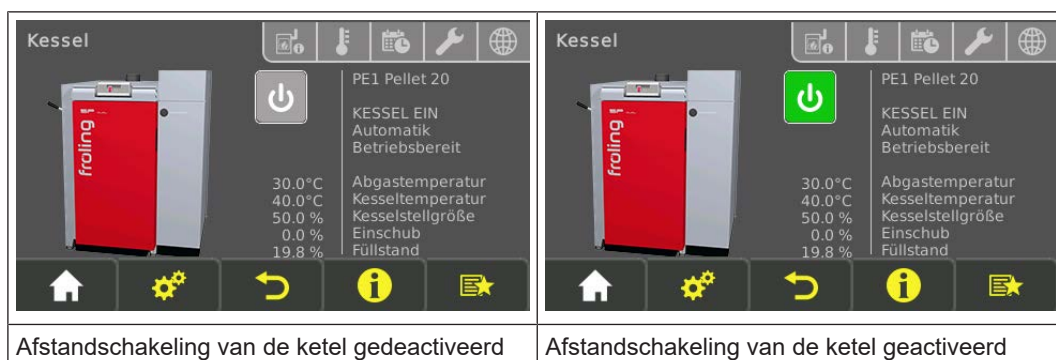 Kessel
froling
PE1 Pellet 20
KESSEL EIN
Automatik
Betriebsbereit
30.0°C Abgastemperatur
40.0°C Kesseltemperatur
50.0 % Kesselstellgröße
0.0 % Einschub
19.8 % Füllstand
Afstandschakeling van de ketel gedeactiveerd
Kessel
froling
PE1 Pellet 20
KESSEL EIN
Automatik
Betriebsbereit
30.0°C Abgastemperatur
40.0°C Kesseltemperatur
50.0 % Kesselstellgröße
0.0 % Einschub
19.8 % Füllstand
Afstandschakeling van de ketel geactiveerd